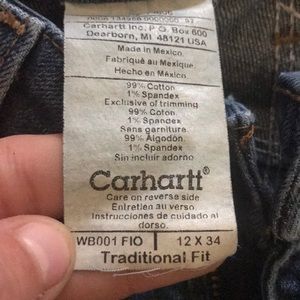 Carhartt Inc. P.O. Box 600
Dearborn, MI 48121 USA
Made in Mexico.
Fabriqué au Mexique.
Hecho en México
99% Cotton
1% Spandex
Exclusive of trimming
99% Coton
1% Spandex
Sans garniture.
99% Algodón
1% Spandex
Sin incluir adorno
Carhartt
Care on reverse side
Entretien au verso.
Instrucciones de cuidado al
dorso.
WB001 FIO
12 X 34
Traditional Fit